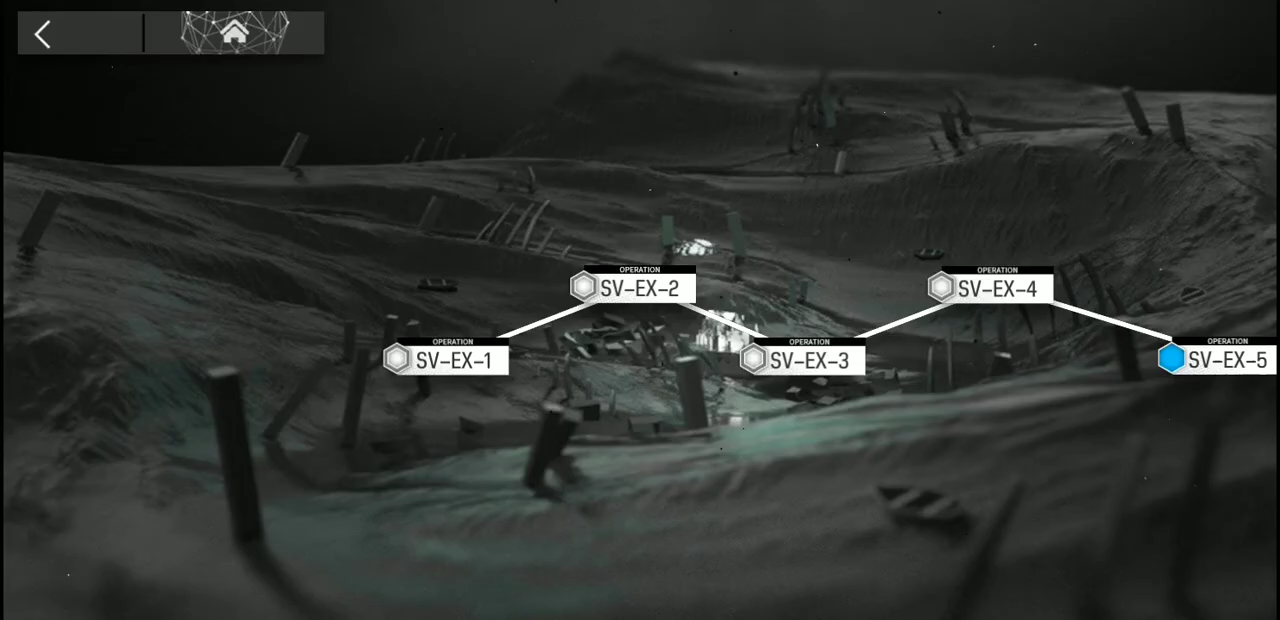 OPERATION
SV-EX-1
OPERATION
SV-EX-2
OPERATION
SV-EX-3
OPERATION
SV-EX-4
OPERATION
SV-EX-5